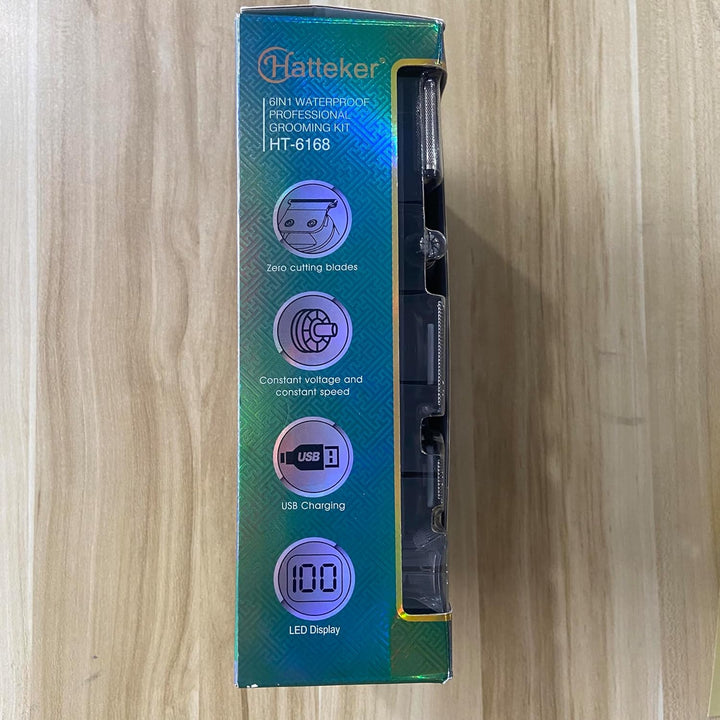 Hatteker®
6IN1 WATERPROOF
PROFESSIONAL
GROOMING KIT
HT-6168
Zero cutting blades
Constant voltage and
constant speed
USB
USB Charging
100
LED Display